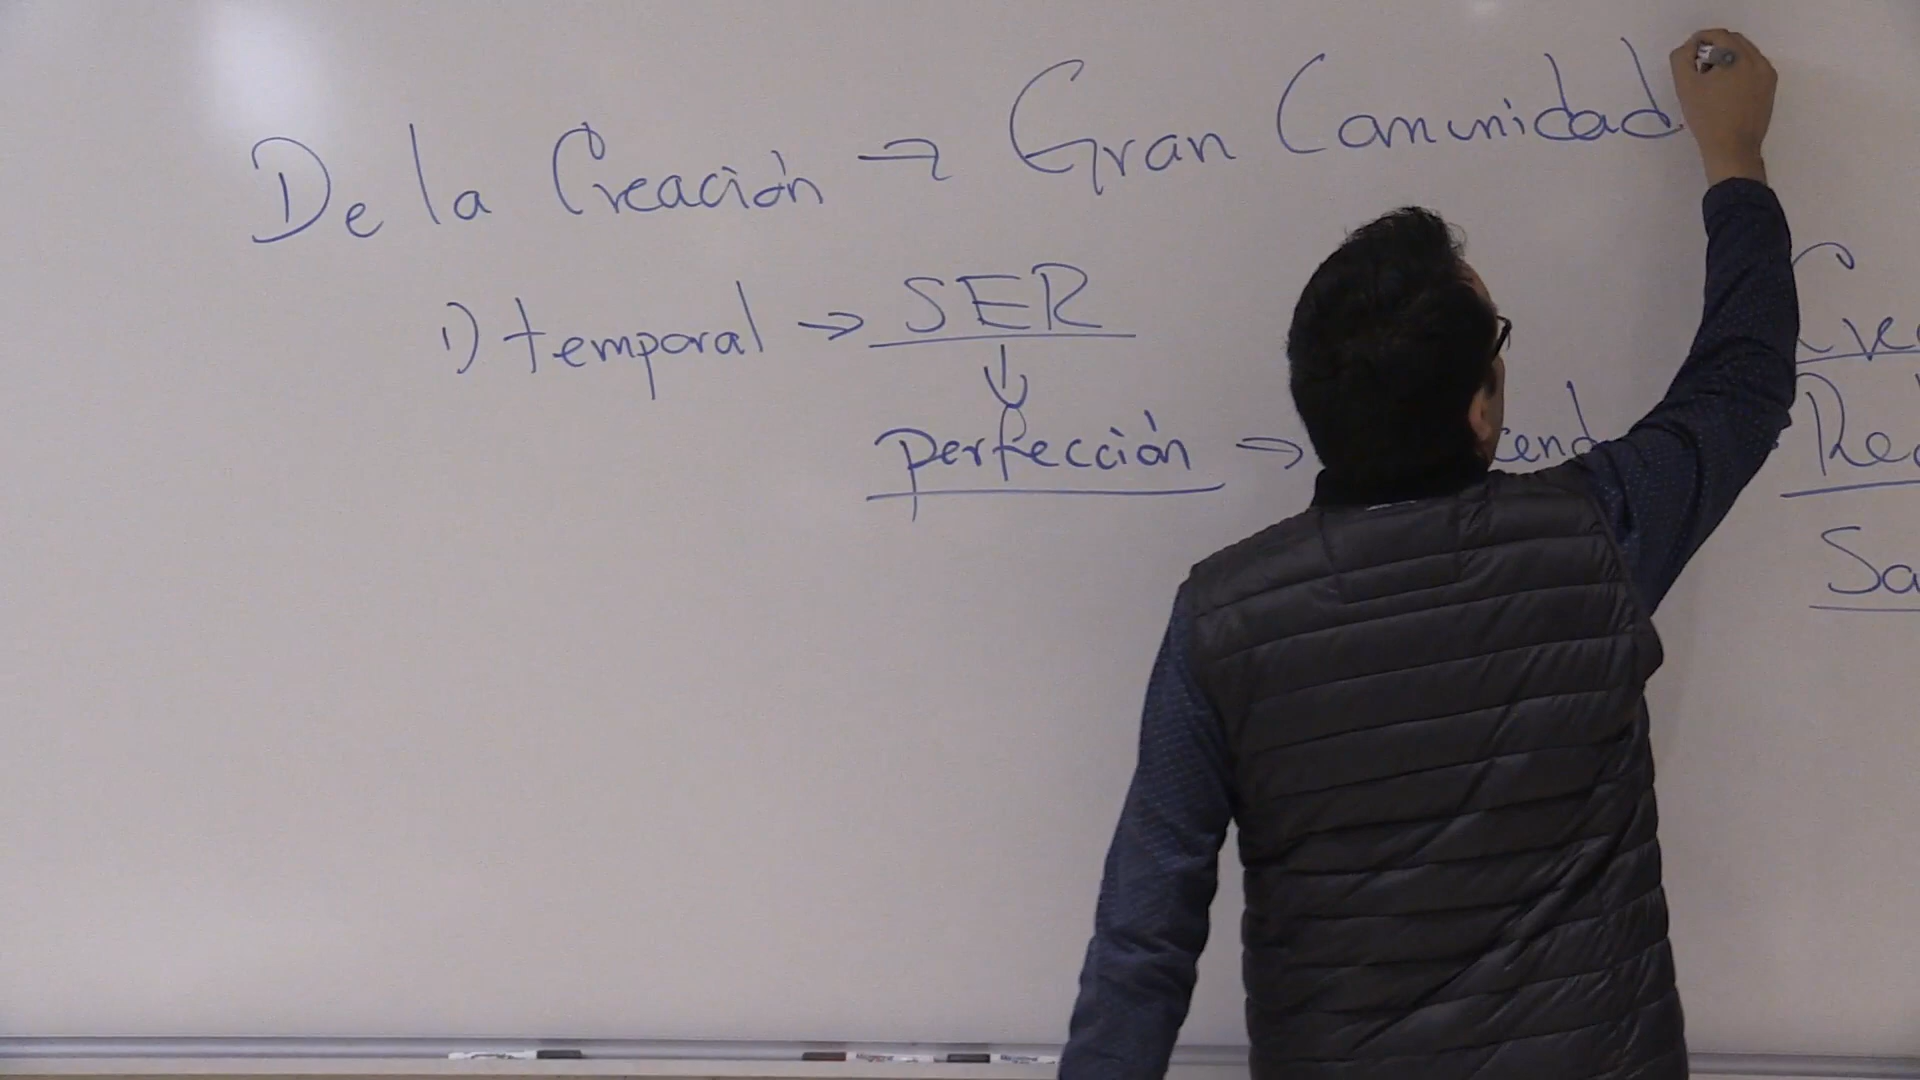 De la Creación → Gran Comunidad
1) temporal → SER
↓
perfección →